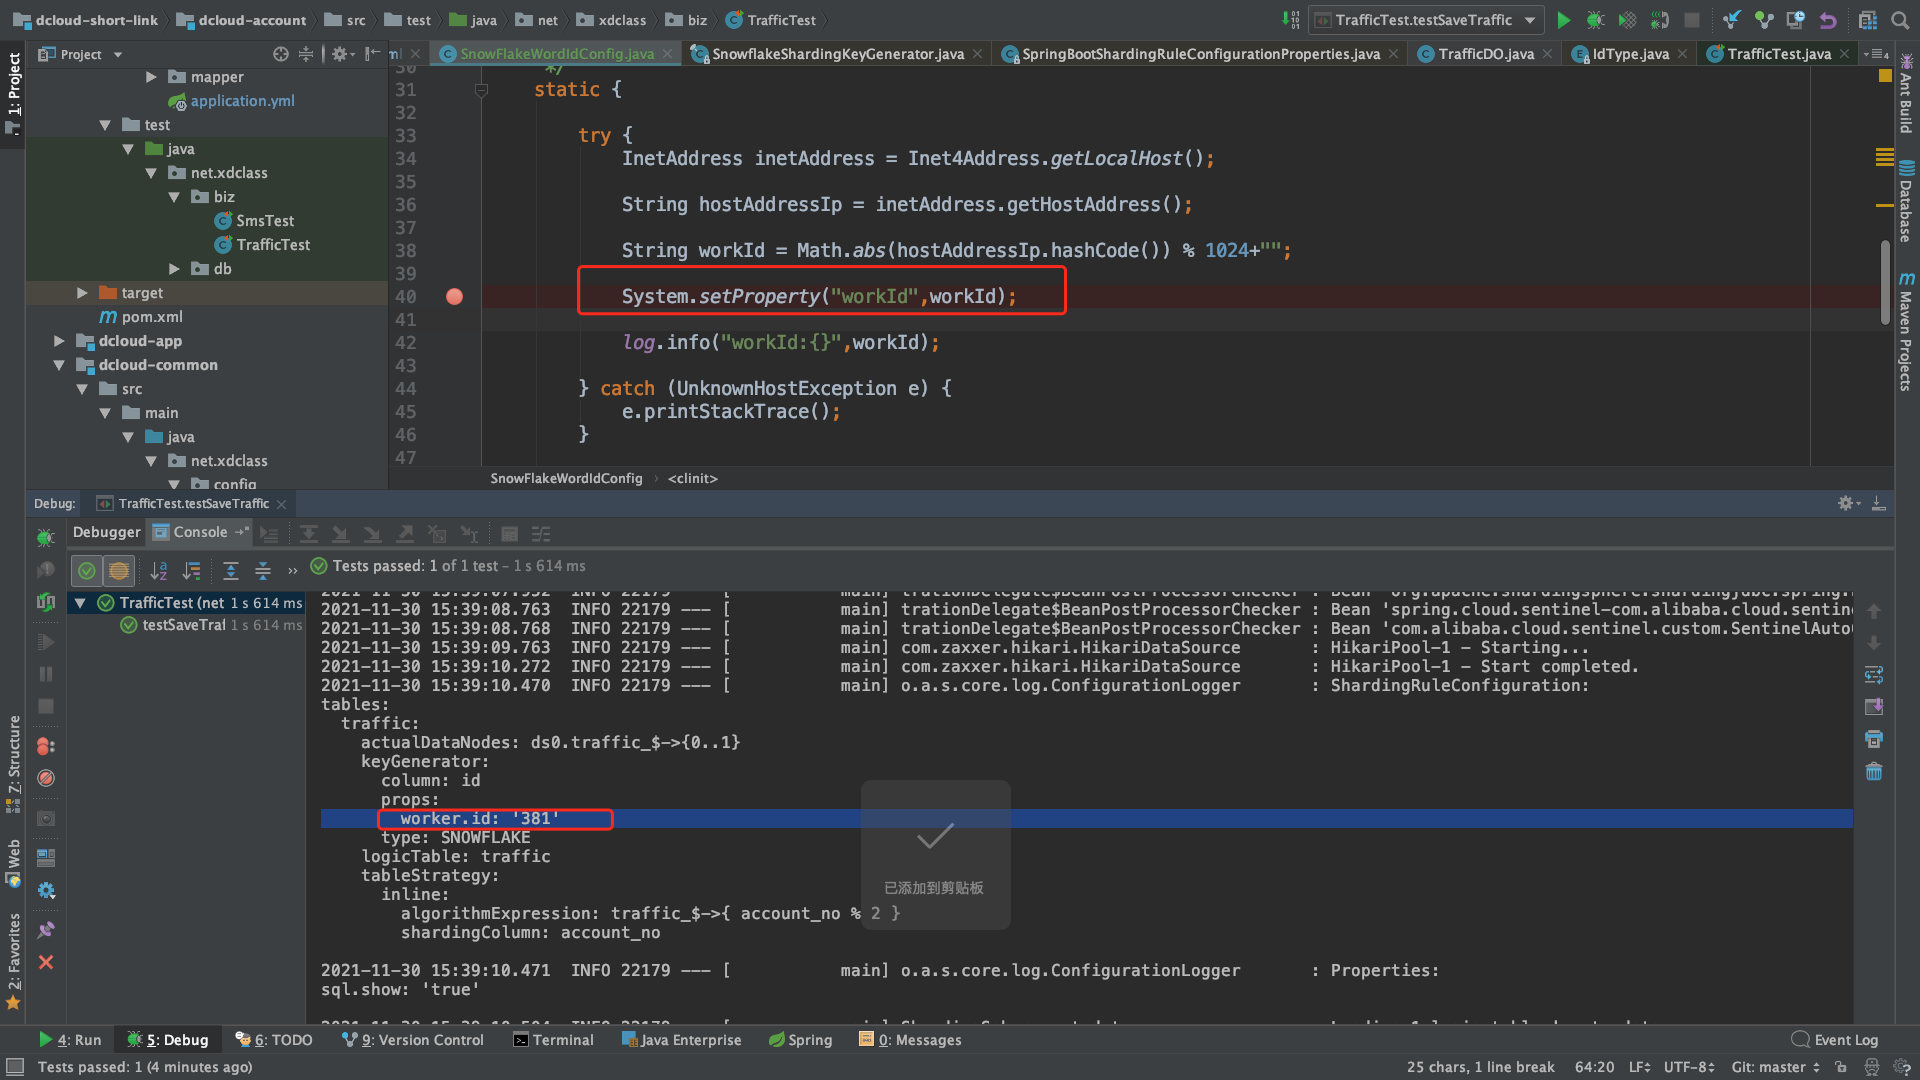 dcloud-short-link dcloud-account src test java net xdclass biz TrafficTest TrafficTest.testSaveTraffic
Project SnowFlakeWordIdConfig.java SnowflakeShardingKeyGenerator.java SpringBootShardingRuleConfigurationProperties.java TrafficDO.java IdType.java TrafficTest.java
1: Project
7: Structure
Web
2: Favorites
Ant Build
Database
Maven Projects
mapper
application.yml
test
java
net.xdclass
biz
SmsTest
TrafficTest
db
target
pom.xml
dcloud-app
dcloud-common
src
main
java
net.xdclass
config
30 */
31 static {
32
33 try {
34 InetAddress inetAddress = Inet4Address.getLocalHost();
35
36 String hostAddressIp = inetAddress.getHostAddress();
37
38 String workId = Math.abs(hostAddressIp.hashCode()) % 1024+"";
39
40 System.setProperty("workId",workId);
41
42 log.info("workId:{}",workId);
43
44 } catch (UnknownHostException e) {
45 e.printStackTrace();
46 }
47
SnowFlakeWordIdConfig › <clinit>
Debug: TrafficTest.testSaveTraffic
Debugger Console
Tests passed: 1 of 1 test – 1 s 614 ms
TrafficTest (net 1 s 614 ms
testSaveTraf 1 s 614 ms
2021-11-30 15:39:08.763 INFO 22179 --- [ main] trationDelegate$BeanPostProcessorChecker : Bean 'spring.cloud.sentinel-com.alibaba.cloud.sentin
2021-11-30 15:39:08.768 INFO 22179 --- [ main] trationDelegate$BeanPostProcessorChecker : Bean 'com.alibaba.cloud.sentinel.custom.SentinelAuto
2021-11-30 15:39:09.763 INFO 22179 --- [ main] com.zaxxer.hikari.HikariDataSource : HikariPool-1 - Starting...
2021-11-30 15:39:10.272 INFO 22179 --- [ main] com.zaxxer.hikari.HikariDataSource : HikariPool-1 - Start completed.
2021-11-30 15:39:10.470 INFO 22179 --- [ main] o.a.s.core.log.ConfigurationLogger : ShardingRuleConfiguration:
tables:
traffic:
actualDataNodes: ds0.traffic_$->{0..1}
keyGenerator:
column: id
props:
worker.id: '381'
type: SNOWFLAKE
logicTable: traffic
tableStrategy:
inline:
algorithmExpression: traffic_$->{ account_no % 2 }
shardingColumn: account_no
已添加到剪贴板
2021-11-30 15:39:10.471 INFO 22179 --- [ main] o.a.s.core.log.ConfigurationLogger : Properties:
sql.show: 'true'
4: Run 5: Debug 6: TODO 9: Version Control Terminal Java Enterprise Spring 0: Messages Event Log
Tests passed: 1 (4 minutes ago) 25 chars, 1 line break 64:20 LF UTF-8 Git: master